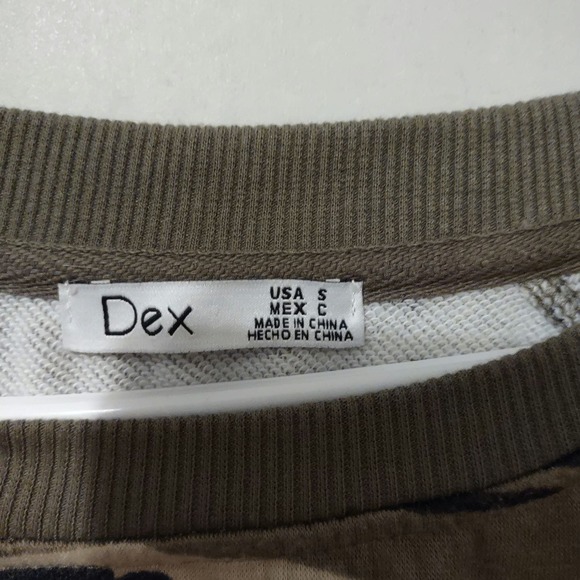 Dex
USA S
MEX C
MADE IN CHINA
HECHO EN CHINA